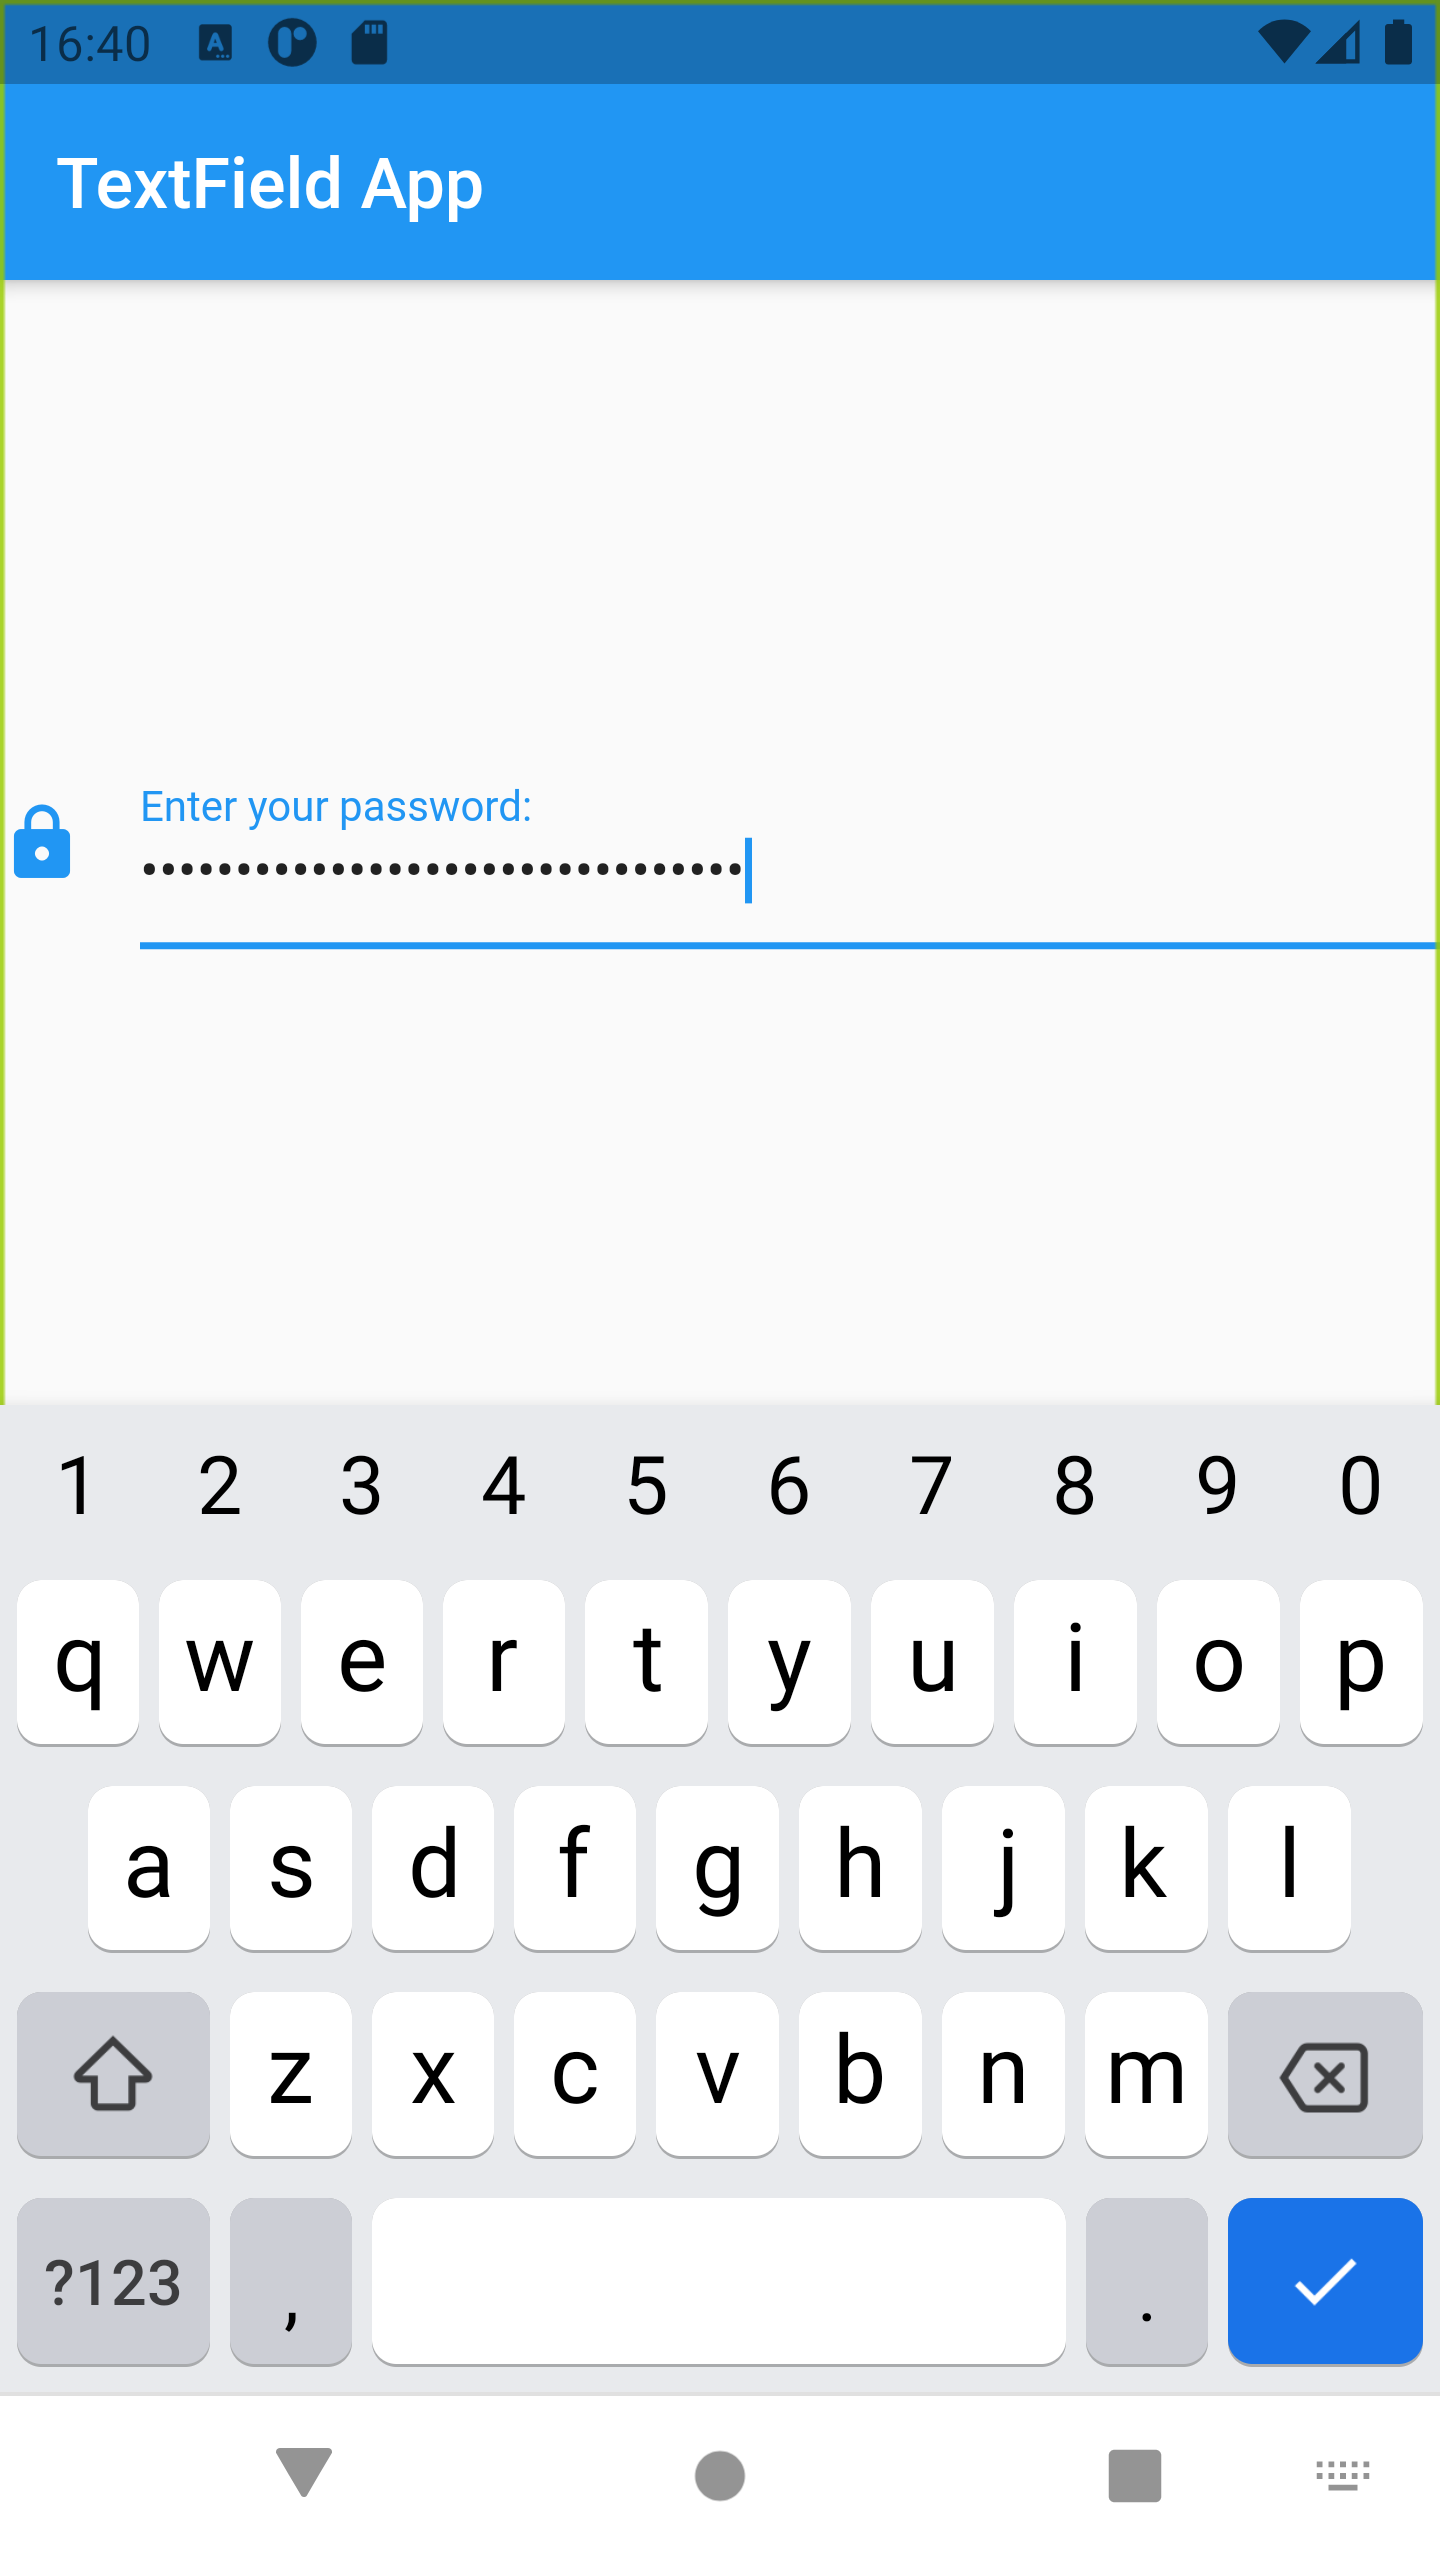 16:40
TextField App
Enter your password:
••••••••••••••••••••••••••••••••
1 2 3 4 5 6 7 8 9 0
q w e r t y u i o p
a s d f g h j k l
z x c v b n m
?123 , .